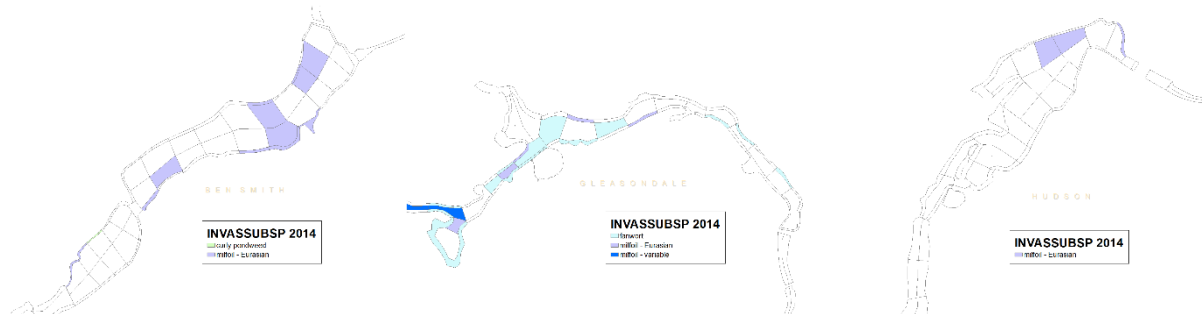 BEN SMITH
INVASSUBSP 2014
curly pondweed
milfoil - Eurasian
GLEASONDALE
INVASSUBSP 2014
fanwort
milfoil - Eurasian
milfoil - variable
HUDSON
INVASSUBSP 2014
milfoil - Eurasian